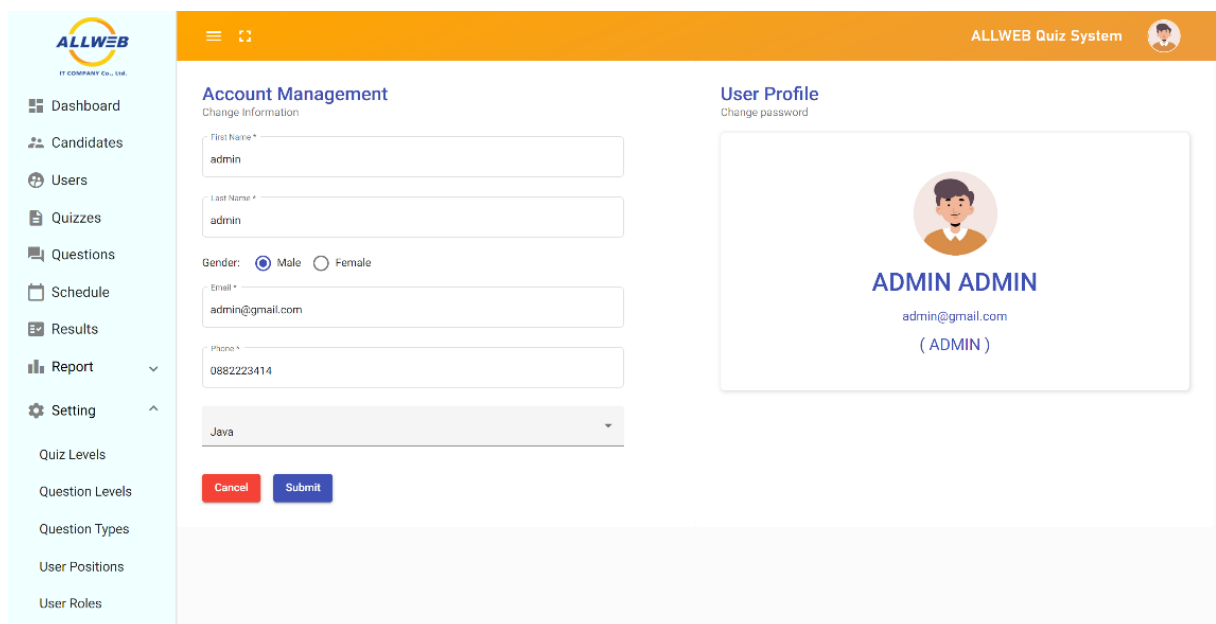 ALLWEB
IT COMPANY Co., Ltd.
Dashboard
Candidates
Users
Quizzes
Questions
Schedule
Results
Report
Setting
Quiz Levels
Question Levels
Question Types
User Positions
User Roles
ALLWEB Quiz System
Account Management
Change Information
First Name *
admin
Last Name *
admin
Gender: Male Female
Email *
admin@gmail.com
Phone *
0882223414
Java
Cancel Submit
User Profile
Change password
ADMIN ADMIN
admin@gmail.com
( ADMIN )